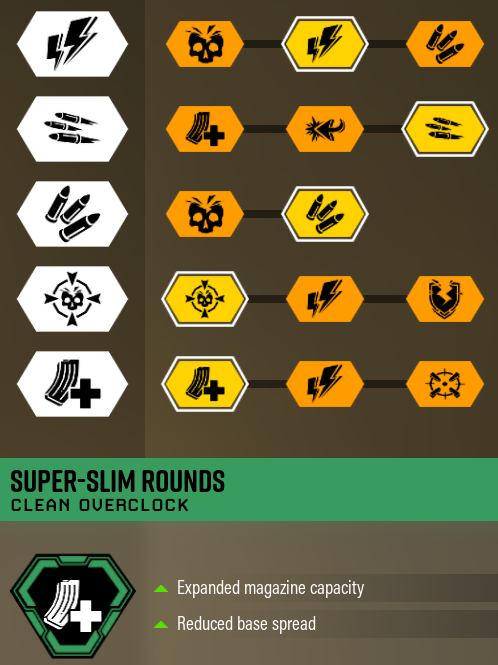 SUPER-SLIM ROUNDS
CLEAN OVERCLOCK
Expanded magazine capacity
Reduced base spread